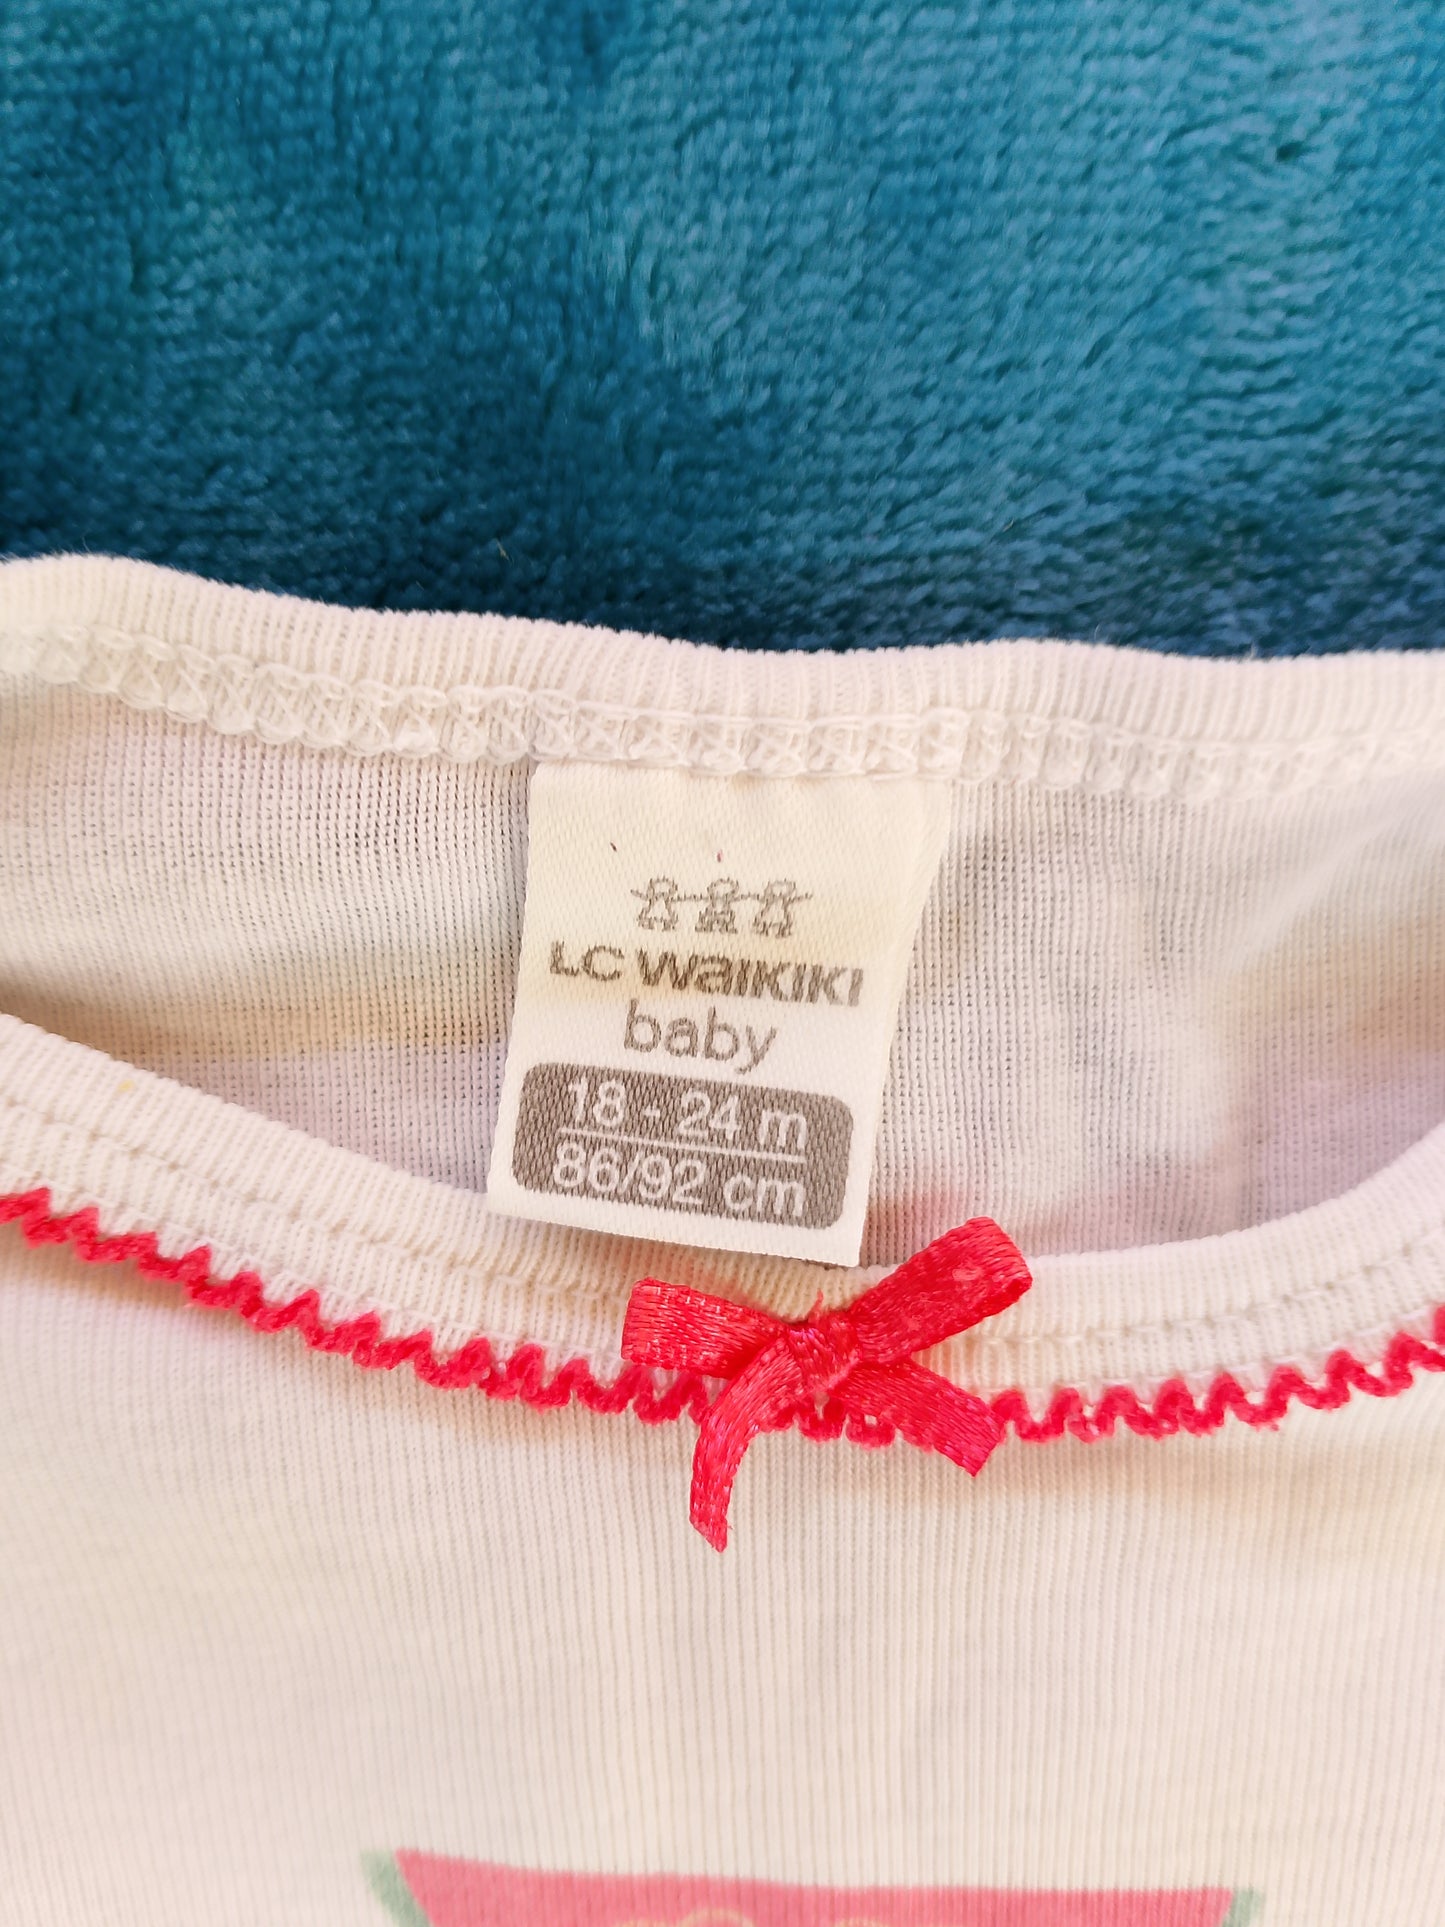 LC WAIKIKI
baby
18 - 24 m
86/92 cm